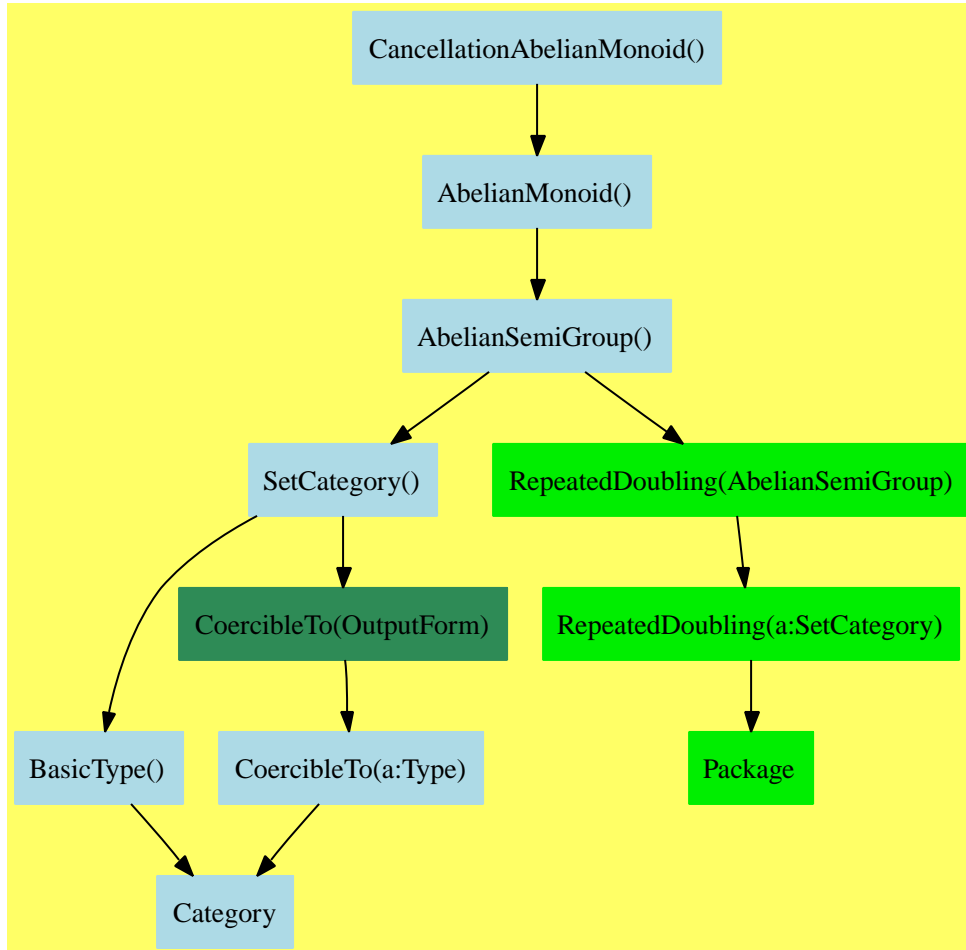 CancellationAbelianMonoid()
AbelianMonoid()
AbelianSemiGroup()
SetCategory()
RepeatedDoubling(AbelianSemiGroup)
CoercibleTo(OutputForm)
RepeatedDoubling(a:SetCategory)
BasicType()
CoercibleTo(a:Type)
Package
Category